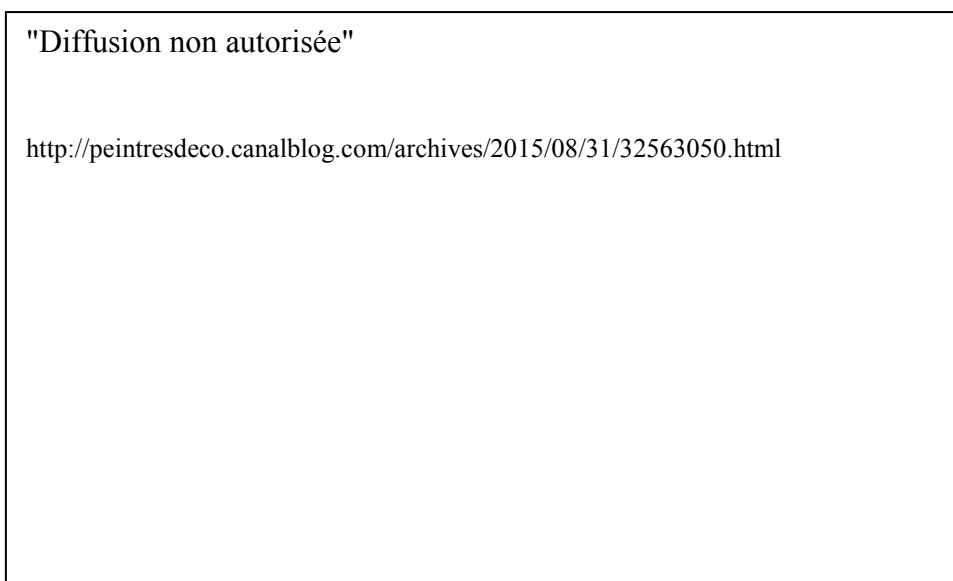 "Diffusion non autorisée"
http://peintresdeco.canalblog.com/archives/2015/08/31/32563050.html